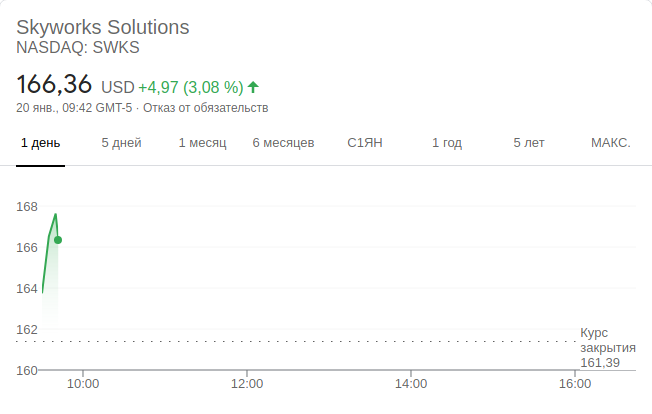 Skyworks Solutions
NASDAQ: SWKS
166,36 USD +4,97 (3,08 %)
20 янв., 09:42 GMT-5 · Отказ от обязательств
1 день 5 дней 1 месяц 6 месяцев С1ЯН 1 год 5 лет МАКС.
168
166
164
162
160
Курс
закрытия
161,39
10:00 12:00 14:00 16:00